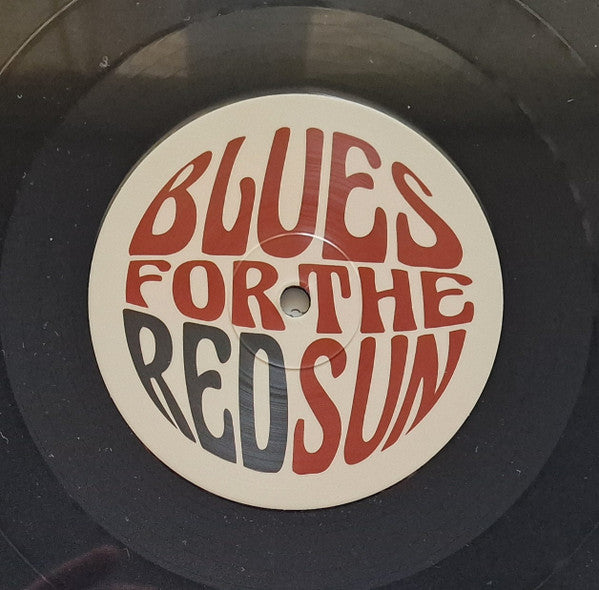 BLUES
FOR THE
RED SUN